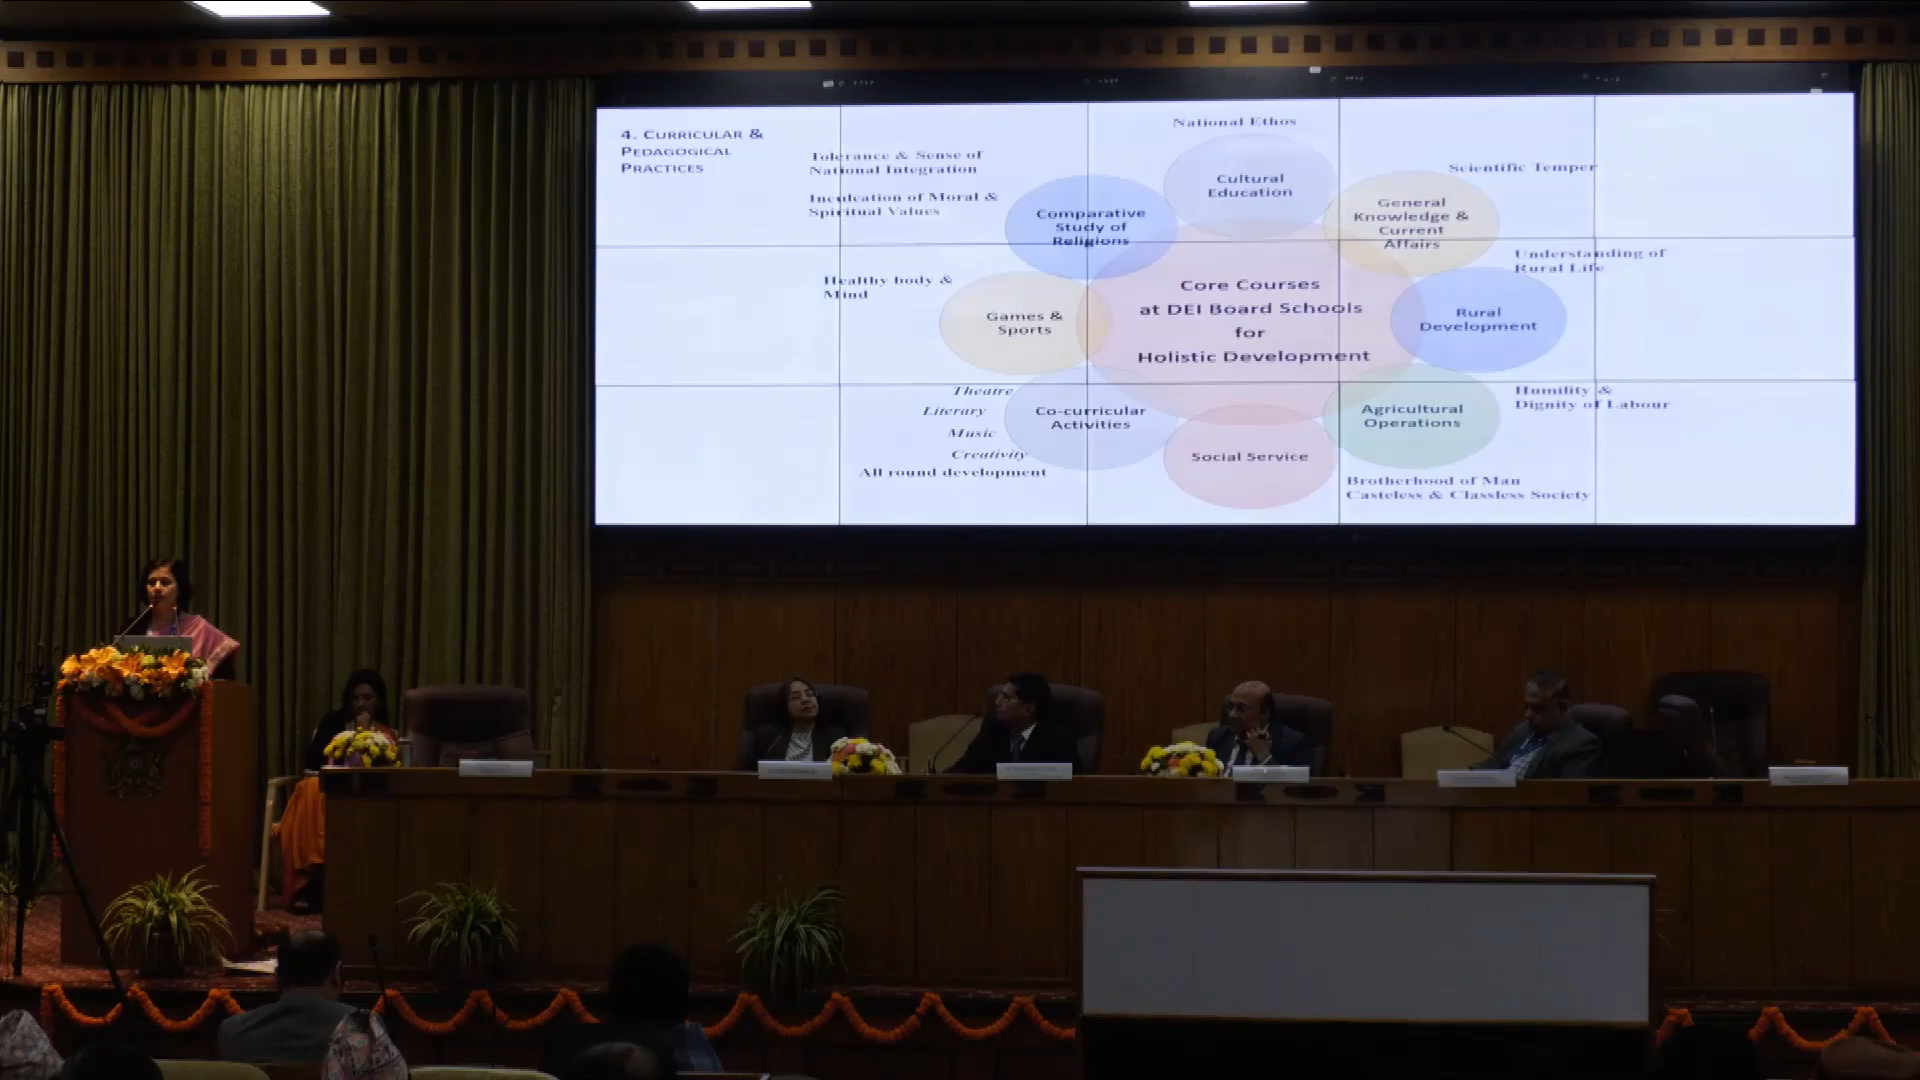 4. CURRICULAR &
PEDAGOGICAL
PRACTICES
National Ethos
Tolerance & Sense of
National Integration
Inculcation of Moral &
Spiritual Values
Comparative
Study of
Religions
Cultural
Education
Scientific Temper
General
Knowledge &
Current
Affairs
Understanding of
Rural Life
Healthy body &
Mind
Games &
Sports
Core Courses
at DEI Board Schools
for
Holistic Development
Rural
Development
Theatre
Literary
Music
Creativity
All round development
Co-curricular
Activities
Social Service
Agricultural
Operations
Humility &
Dignity of Labour
Brotherhood of Man
Casteless & Classless Society